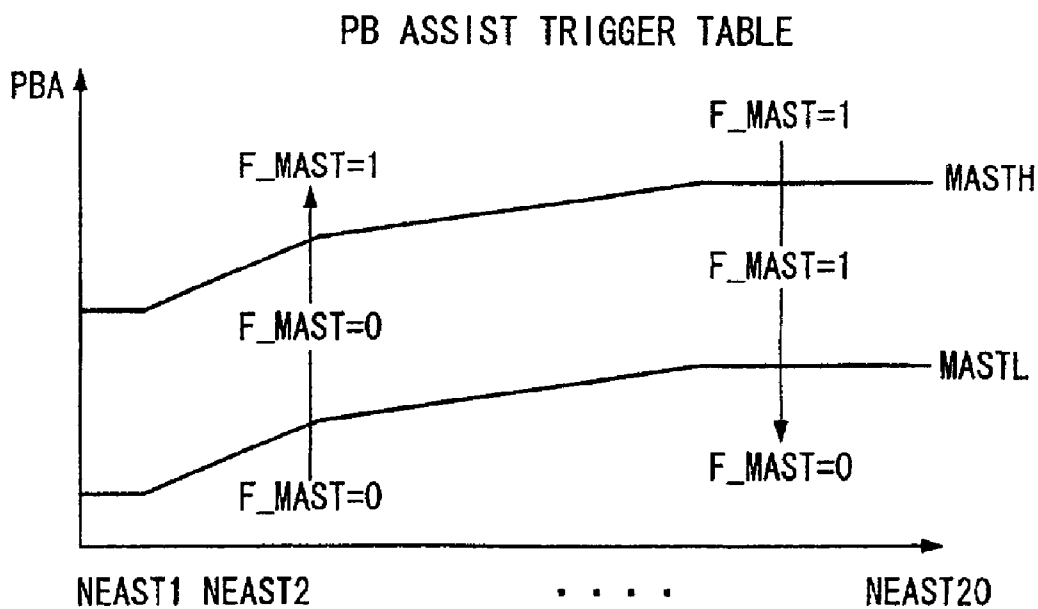 PB ASSIST TRIGGER TABLE
PBA
F_MAST=1
F_MAST=1
MASTH
F_MAST=1
F_MAST=0
MASTL
F_MAST=0
F_MAST=0
NEAST1 NEAST2 · · · · NEAST20